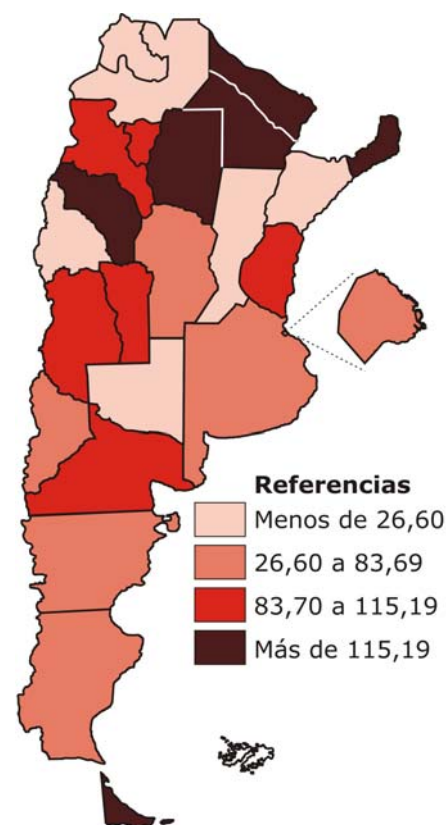 Referencias
Menos de 26,60
26,60 a 83,69
83,70 a 115,19
Más de 115,19